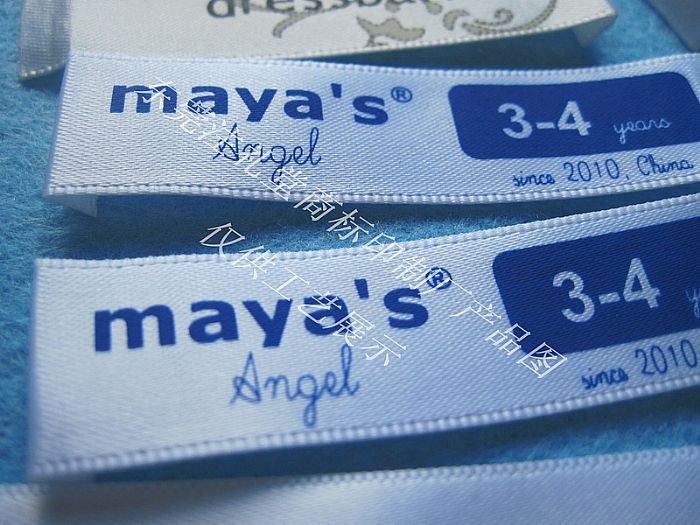 maya's®
Angel
3-4 years
since 2010, China
maya's®
Angel
3-4
since 2010
商标印制厂产品图
仅供工艺展示